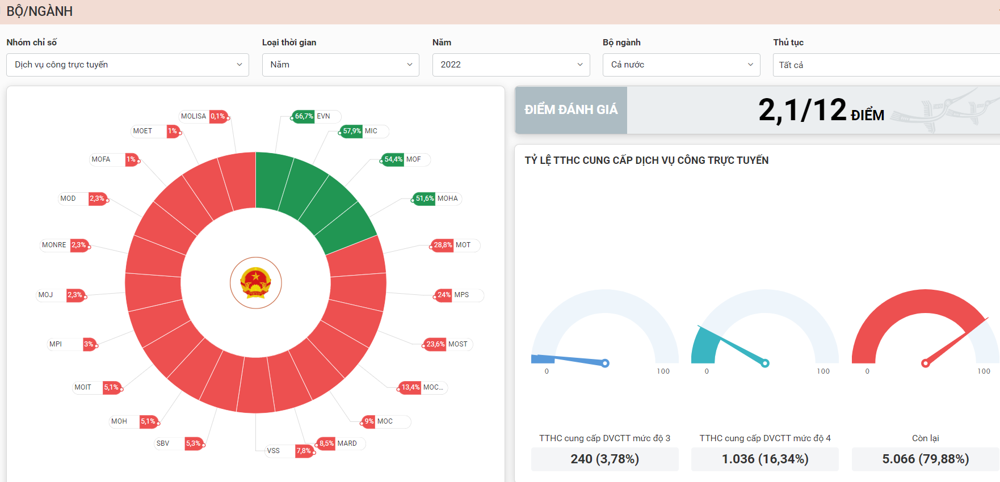 BỘ/NGÀNH
Nhóm chỉ số
Loại thời gian
Năm
Bộ ngành
Thủ tục
Dịch vụ công trực tuyến
Năm
2022
Cả nước
Tất cả
ĐIỂM ĐÁNH GIÁ
2,1/12 ĐIỂM
TỶ LỆ TTHC CUNG CẤP DỊCH VỤ CÔNG TRỰC TUYẾN
66,7% EVN
57,9% MIC
54,4% MOF
51,6% MOHA
28,8% MOT
24% MPS
23,6% MOST
13,4% MOC...
9% MOC
8,5% MARD
VSS 7,8%
SBV 5,3%
MOH 5,1%
MOIT 5,1%
MPI 3%
MOJ 2,3%
MONRE 2,3%
MOD 2,3%
MOFA 1%
MOET 1%
MOLISA 0,1%
0 100
0 100
0 100
TTHC cung cấp DVCTT mức độ 3
240 (3,78%)
TTHC cung cấp DVCTT mức độ 4
1.036 (16,34%)
Còn lại
5.066 (79,88%)